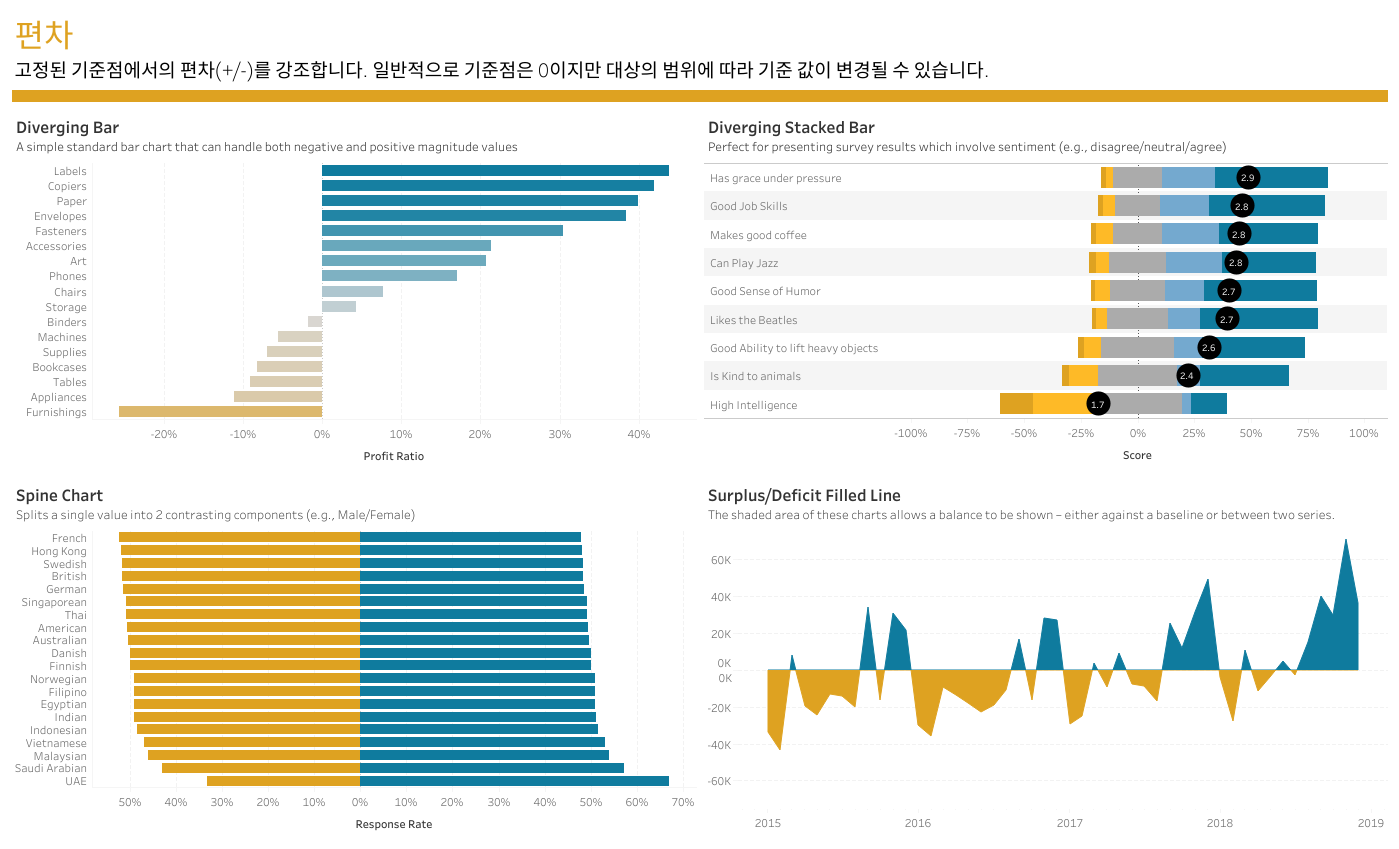 편차
고정된 기준점에서의 편차(+/-)를 강조합니다. 일반적으로 기준점은 0이지만 대상의 범위에 따라 기준 값이 변경될 수 있습니다.
Diverging Bar
A simple standard bar chart that can handle both negative and positive magnitude values
Labels
Copiers
Paper
Envelopes
Fasteners
Accessories
Art
Phones
Chairs
Storage
Binders
Machines
Supplies
Bookcases
Tables
Appliances
Furnishings
-20% -10% 0% 10% 20% 30% 40%
Profit Ratio
Diverging Stacked Bar
Perfect for presenting survey results which involve sentiment (e.g., disagree/neutral/agree)
Has grace under pressure 2.9
Good Job Skills 2.8
Makes good coffee 2.8
Can Play Jazz 2.8
Good Sense of Humor 2.7
Likes the Beatles 2.7
Good Ability to lift heavy objects 2.6
Is Kind to animals 2.4
High Intelligence 1.7
-100% -75% -50% -25% 0% 25% 50% 75% 100%
Score
Spine Chart
Splits a single value into 2 contrasting components (e.g., Male/Female)
French
Hong Kong
Swedish
British
German
Singaporean
Thai
American
Australian
Danish
Finnish
Norwegian
Filipino
Egyptian
Indian
Indonesian
Vietnamese
Malaysian
Saudi Arabian
UAE
50% 40% 30% 20% 10% 0% 10% 20% 30% 40% 50% 60% 70%
Response Rate
Surplus/Deficit Filled Line
The shaded area of these charts allows a balance to be shown – either against a baseline or between two series.
60K
40K
20K
0K
0K
-20K
-40K
-60K
2015 2016 2017 2018 2019